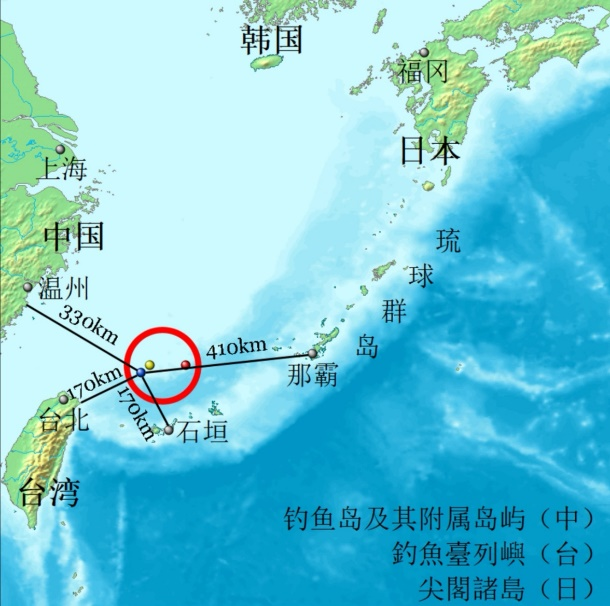 韩国
福冈
日本
上海
中国
琉
球
群
岛
温州
330km
410km
那霸
170km
170km
台北
石垣
台湾
钓鱼岛及其附属岛屿（中）
釣魚臺列嶼（台）
尖閣諸島（日）